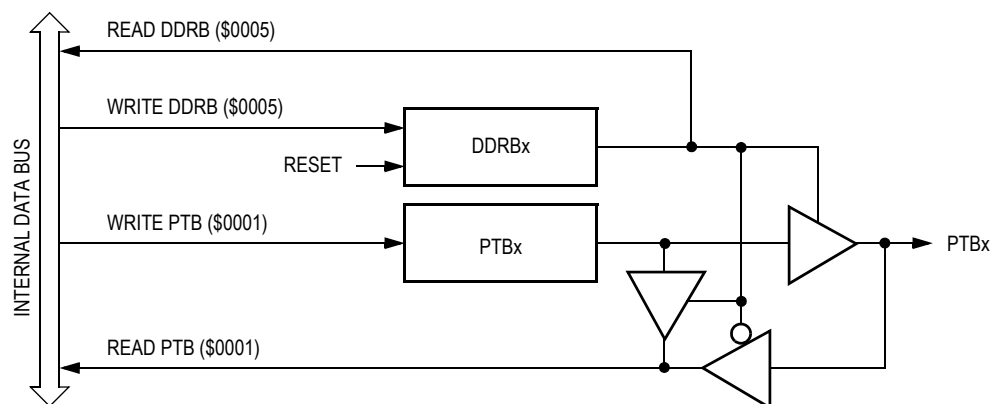 READ DDRB ($0005)
WRITE DDRB ($0005)
DDRBx
RESET
INTERNAL DATA BUS
WRITE PTB ($0001)
PTBx
PTBx
READ PTB ($0001)